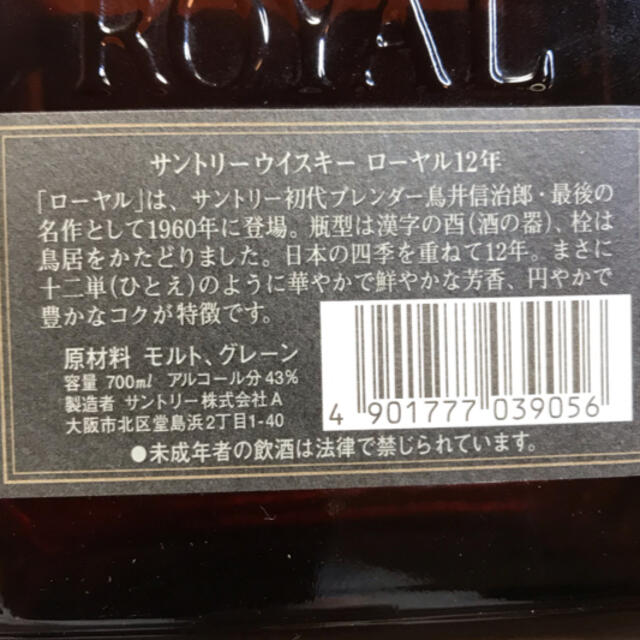 ROYAL
サントリーウイスキー ローヤル12年
「ローヤル」は、サントリー初代ブレンダー鳥井信治郎・最後の
名作として1960年に登場。瓶型は漢字の酉(酒の器)、栓は
鳥居をかたどりました。日本の四季を重ねて12年。まさに
十二単(ひとえ)のように華やかで鮮やかな芳香、円やかで
豊かなコクが特徴です。
原材料 モルト、グレーン
容量 700ml アルコール分43%
製造者 サントリー株式会社A
大阪市北区堂島浜2丁目1-40
4 901777 039056
●未成年者の飲酒は法律で禁じられています。